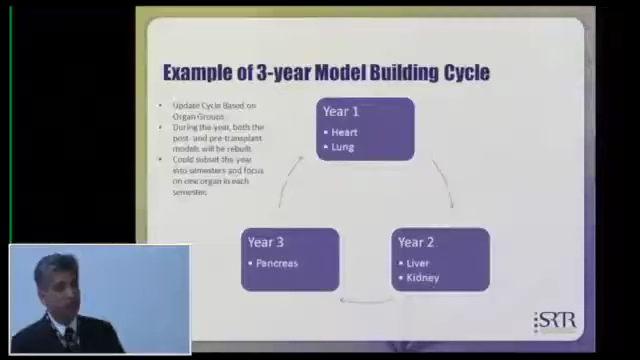 Example of 3-year Model Building Cycle
• Update Cycle Based on
Organ Groups.
• During the year, both the
post- and pre-transplant
models will be rebuilt.
• Could subset the year
into semesters and focus
on one organ in each
semester.
Year 1
• Heart
• Lung
Year 2
• Liver
• Kidney
Year 3
• Pancreas
SRTR